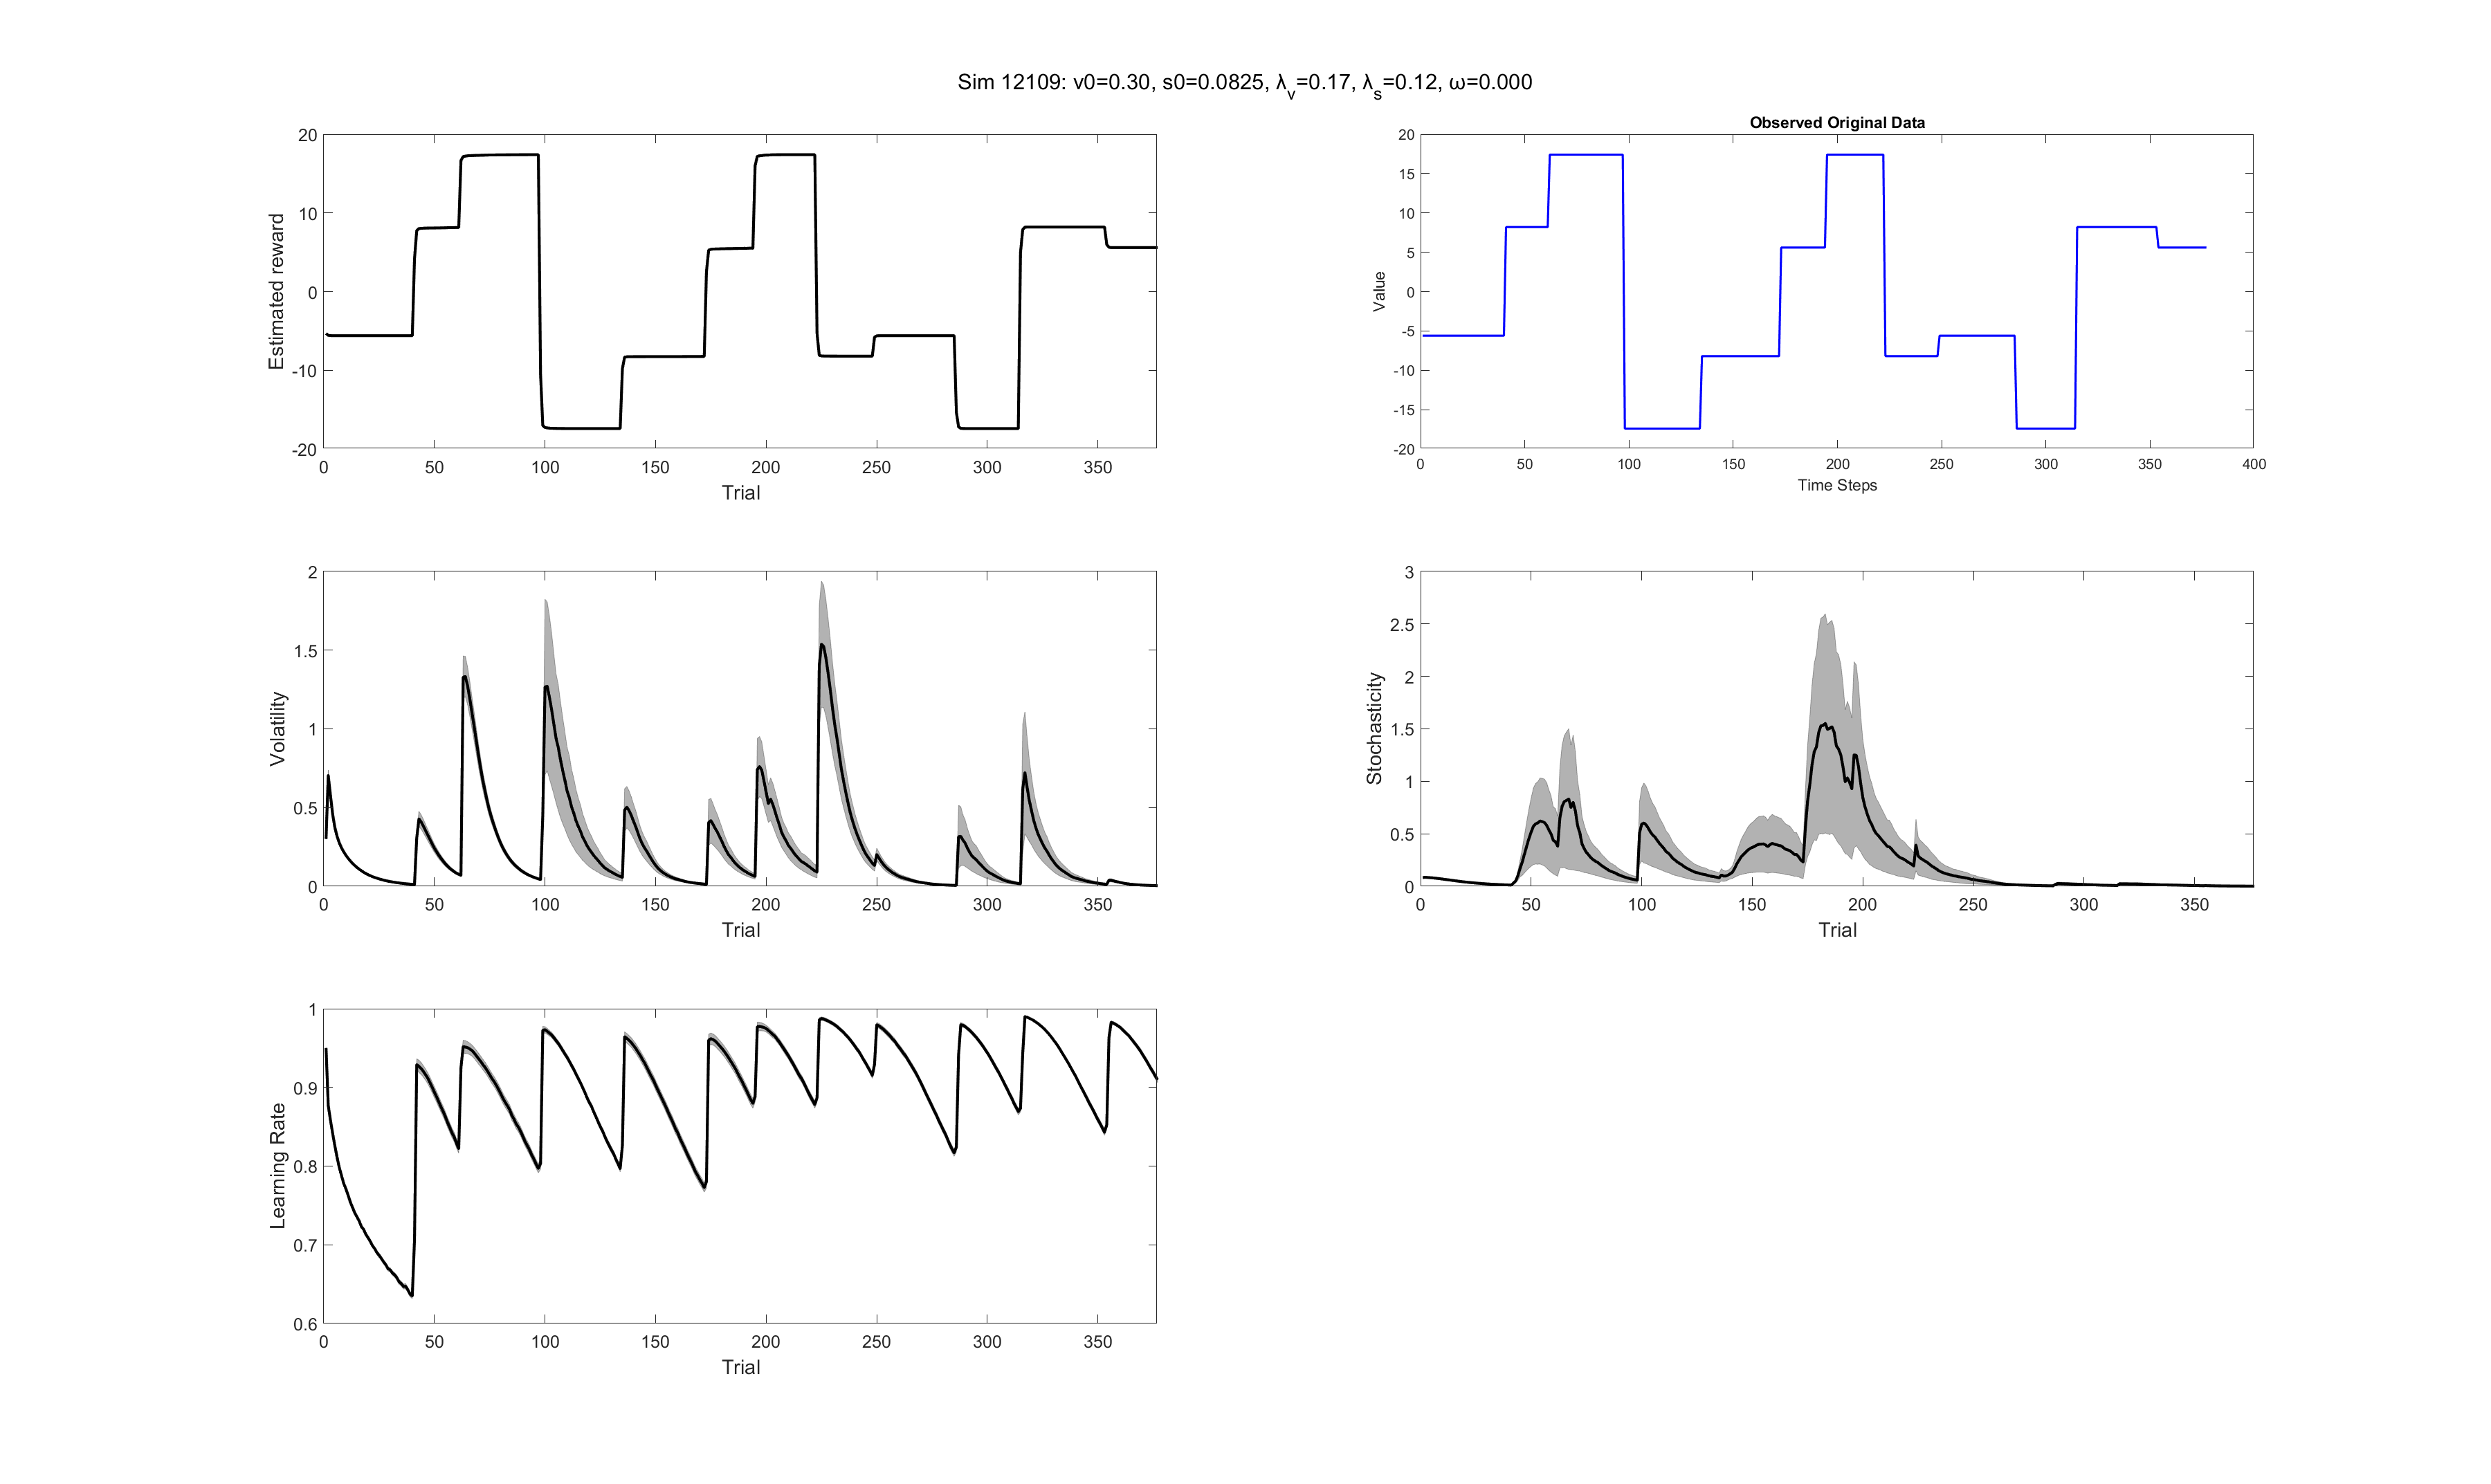 Sim 12109: v0=0.30, s0=0.0825, λv=0.17, λs=0.12, ω=0.000
Estimated reward
20
10
0
-10
-20
0 50 100 150 200 250 300 350
Trial
Observed Original Data
Value
20
15
10
5
0
-5
-10
-15
-20
0 50 100 150 200 250 300 350 400
Time Steps
Volatility
2
1.5
1
0.5
0
0 50 100 150 200 250 300 350
Trial
Stochasticity
3
2.5
2
1.5
1
0.5
0
0 50 100 150 200 250 300 350
Trial
Learning Rate
1
0.9
0.8
0.7
0.6
0 50 100 150 200 250 300 350
Trial